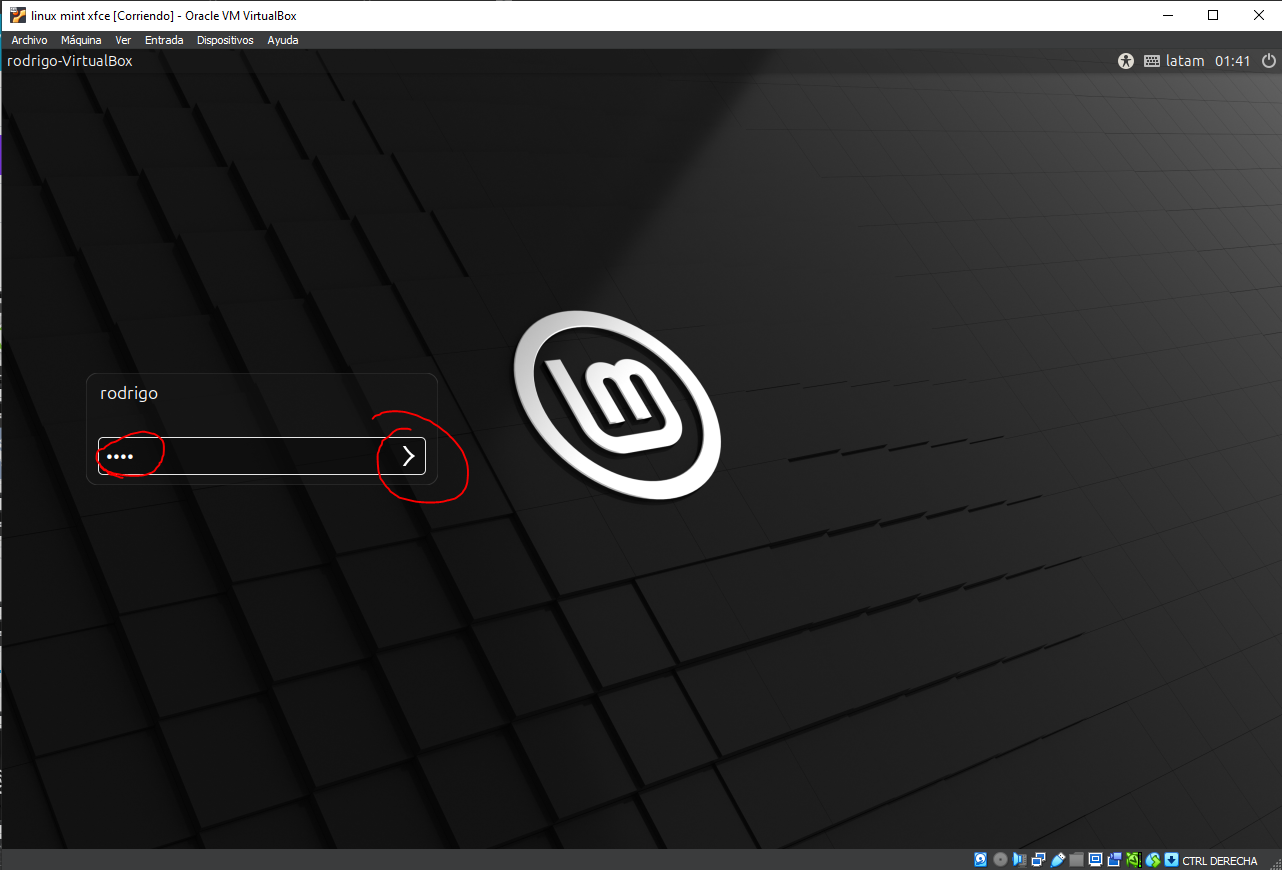 linux mint xfce [Corriendo] - Oracle VM VirtualBox
Archivo Máquina Ver Entrada Dispositivos Ayuda
rodrigo-VirtualBox latam 01:41
rodrigo
••••
lm
CTRL DERECHA